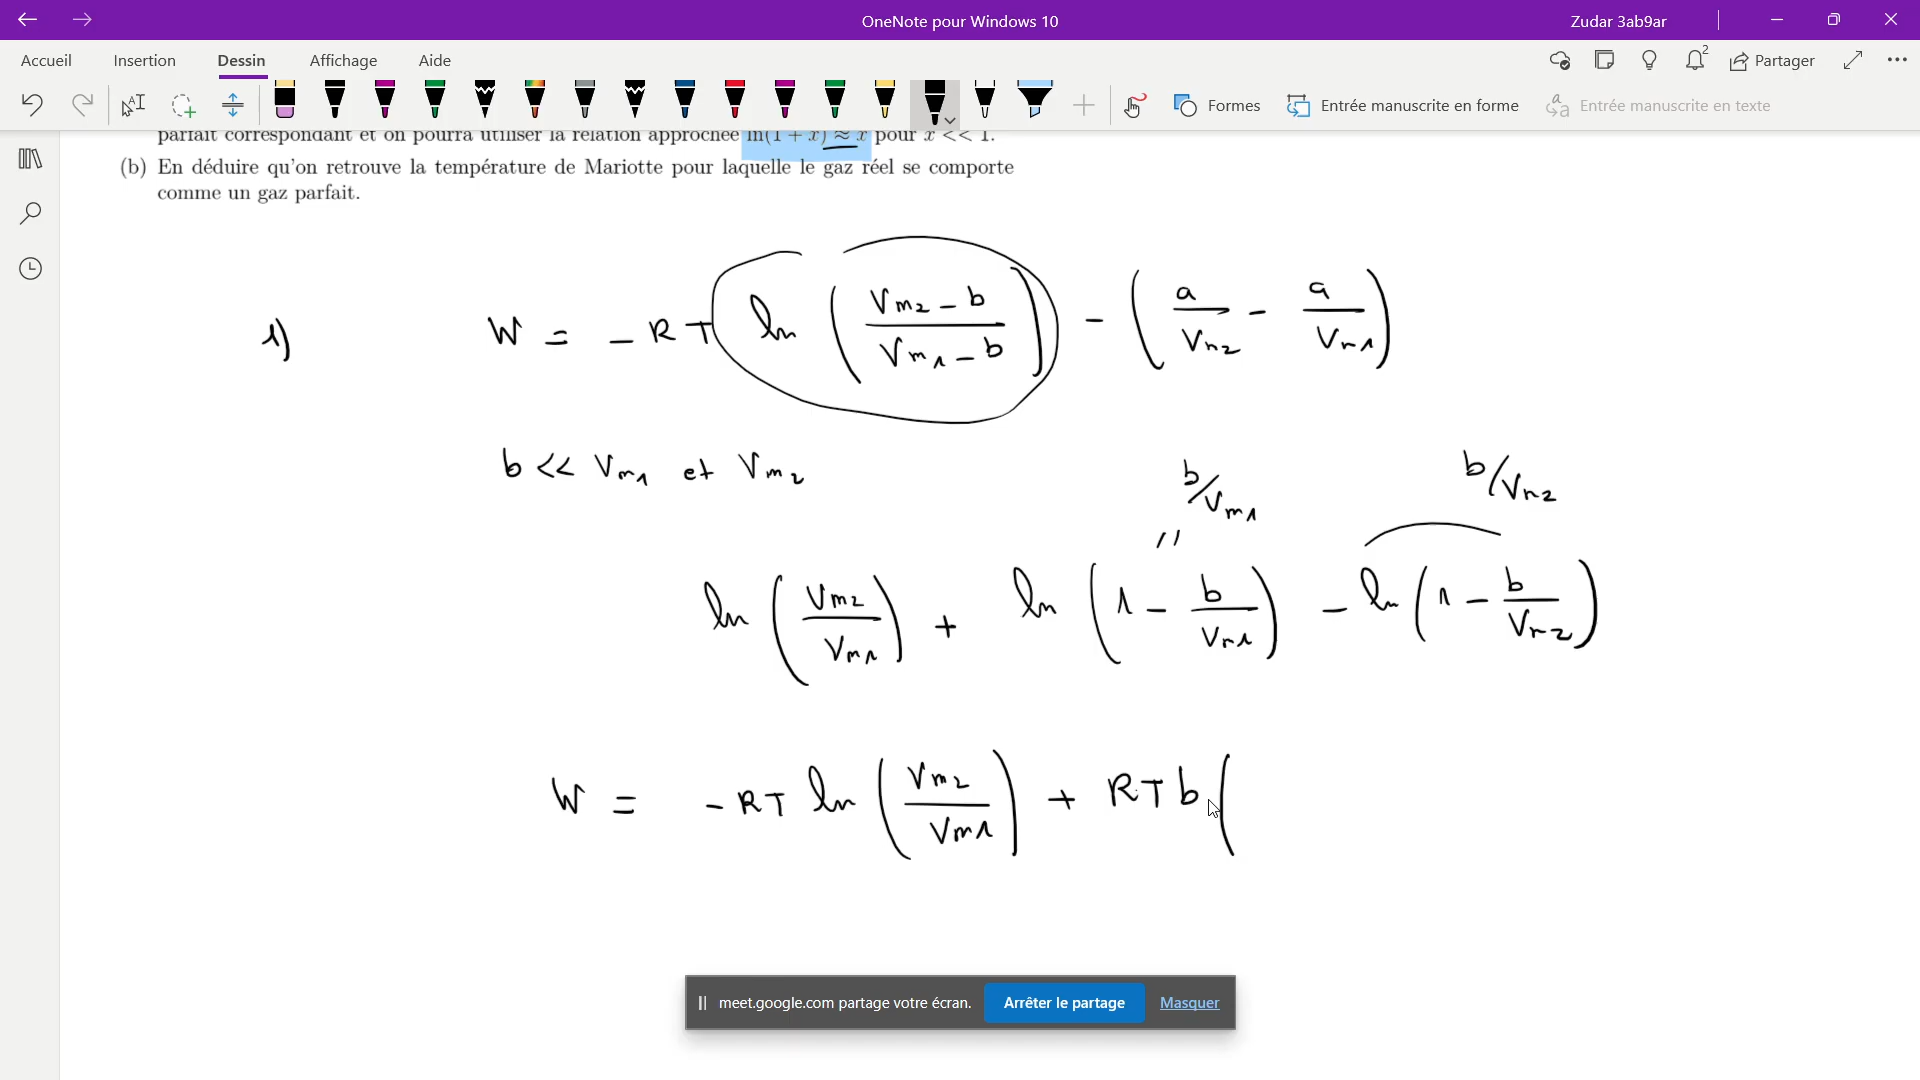 OneNote pour Windows 10
Zudar 3ab9ar
Accueil Insertion Dessin Affichage Aide
2 Partager
Formes Entrée manuscrite en forme Entrée manuscrite en texte
parfait correspondant et on pourra utiliser la relation approchée ln(1 + x) ≈ x pour x << 1.
(b) En déduire qu'on retrouve la température de Mariotte pour laquelle le gaz réel se comporte
comme un gaz parfait.
1) W = - RT ln ( (Vm2 - b) / (Vm1 - b) ) - ( a/Vm2 - a/Vm1 )
b << Vm1 et Vm2
b/Vm1 b/Vm2
ln ( Vm2 / Vm1 ) + ln ( 1 - b/Vm1 ) - ln ( 1 - b/Vm2 )
W = - RT ln ( Vm2 / Vm1 ) + RTb (
meet.google.com partage votre écran. Arrêter le partage Masquer